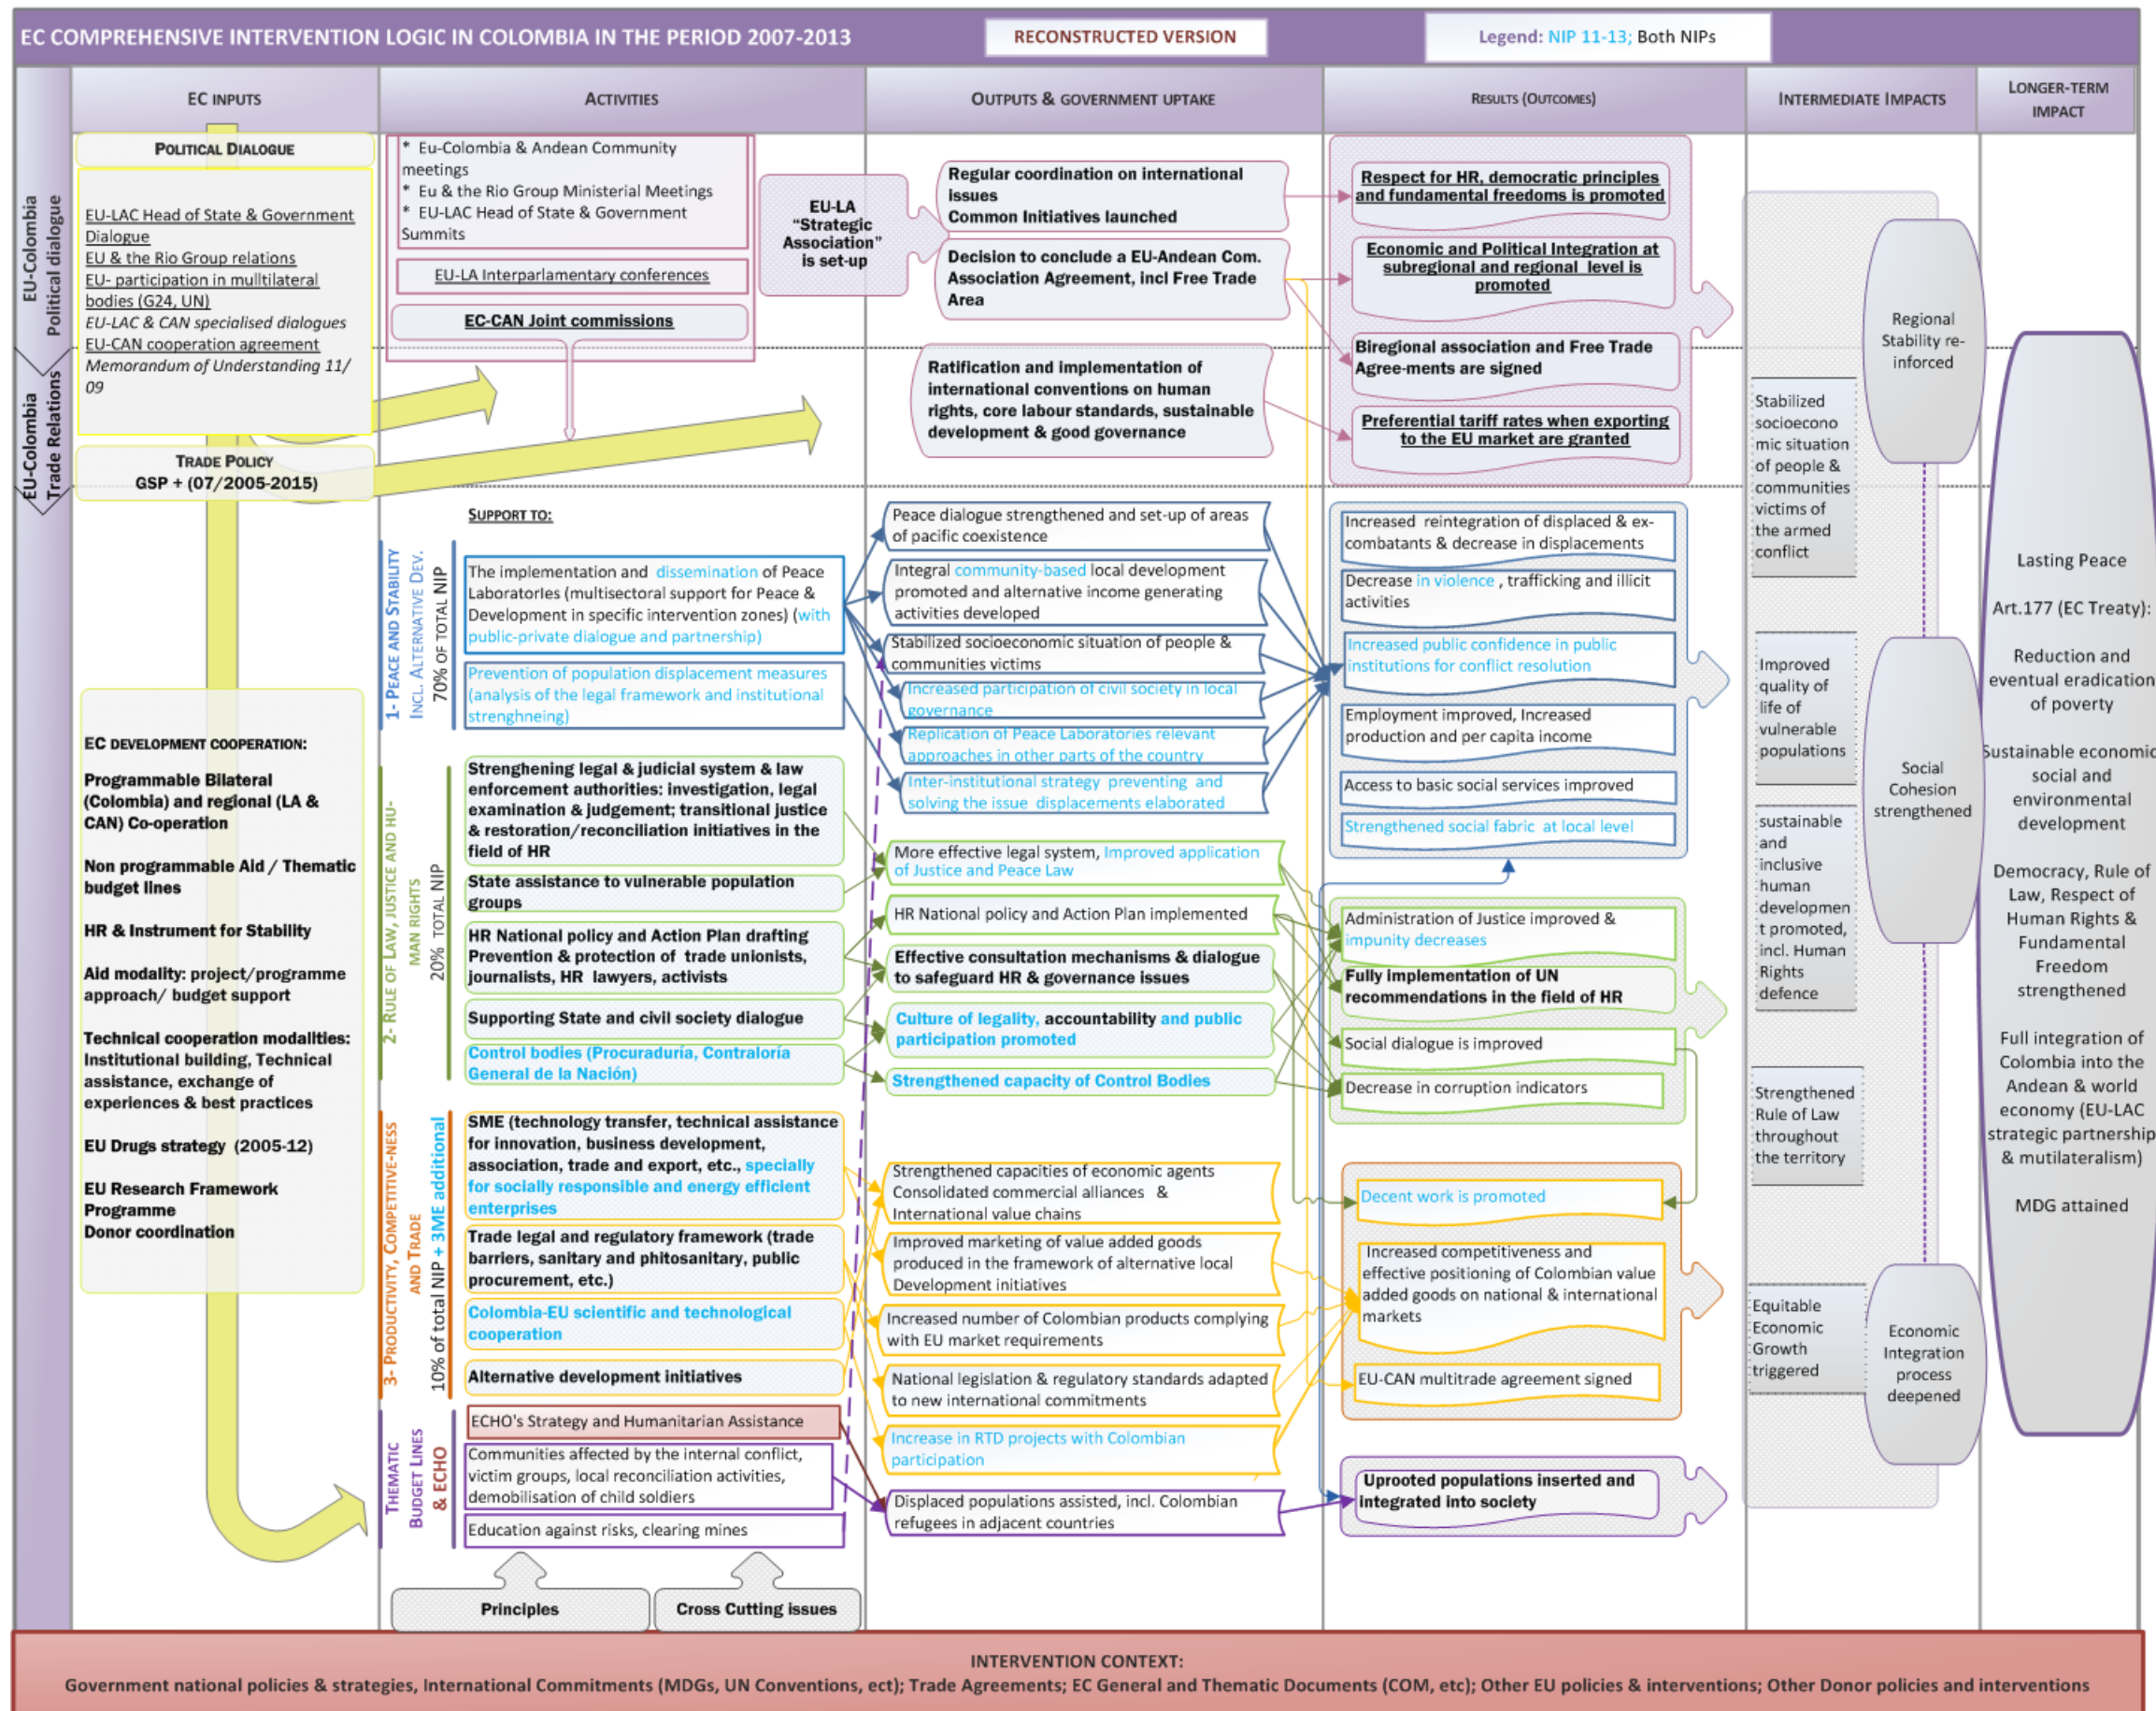 EC COMPREHENSIVE INTERVENTION LOGIC IN COLOMBIA IN THE PERIOD 2007-2013
RECONSTRUCTED VERSION
Legend: NIP 11-13; Both NIPs
EC INPUTS
ACTIVITIES
OUTPUTS & GOVERNMENT UPTAKE
RESULTS (OUTCOMES)
INTERMEDIATE IMPACTS
LONGER-TERM
IMPACT
EU-Colombia
Political dialogue
EU-Colombia
Trade Relations
POLITICAL DIALOGUE
EU-LAC Head of State & Government
Dialogue
EU & the Rio Group relations
EU- participation in mulltilateral
bodies (G24, UN)
EU-LAC & CAN specialised dialogues
EU-CAN cooperation agreement
Memorandum of Understanding 11/
09
TRADE POLICY
GSP + (07/2005-2015)
EC DEVELOPMENT COOPERATION:
Programmable Bilateral
(Colombia) and regional (LA &
CAN) Co-operation
Non programmable Aid / Thematic
budget lines
HR & Instrument for Stability
Aid modality: project/programme
approach/ budget support
Technical cooperation modalities:
Institutional building, Technical
assistance, exchange of
experiences & best practices
EU Drugs strategy (2005-12)
EU Research Framework
Programme
Donor coordination
* Eu-Colombia & Andean Community
meetings
* Eu & the Rio Group Ministerial Meetings
* EU-LAC Head of State & Government
Summits
EU-LA Interparlamentary conferences
EC-CAN Joint commissions
EU-LA
"Strategic
Association"
is set-up
SUPPORT TO:
1- PEACE AND STABILITY
INCL. ALTERNATIVE DEV.
70% OF TOTAL NIP
The implementation and dissemination of Peace
Laboratories (multisectoral support for Peace &
Development in specific intervention zones) (with
public-private dialogue and partnership)
Prevention of population displacement measures
(analysis of the legal framework and institutional
strenghneing)
2- RULE OF LAW, JUSTICE AND HU-
MAN RIGHTS
20% TOTAL NIP
Strenghening legal & judicial system & law
enforcement authorities: investigation, legal
examination & judgement; transitional justice
& restoration/reconciliation initiatives in the
field of HR
State assistance to vulnerable population
groups
HR National policy and Action Plan drafting
Prevention & protection of trade unionists,
journalists, HR lawyers, activists
Supporting State and civil society dialogue
Control bodies (Procuraduría, Contraloría
General de la Nación)
3- PRODUCTIVITY, COMPETITIVE-NESS
AND TRADE
10% of total NIP + 3ME additional
SME (technology transfer, technical assistance
for innovation, business development,
association, trade and export, etc., specially
for socially responsible and energy efficient
enterprises
Trade legal and regulatory framework (trade
barriers, sanitary and phitosanitary, public
procurement, etc.)
Colombia-EU scientific and technological
cooperation
Alternative development initiatives
THEMATIC
BUDGET LINES
& ECHO
ECHO's Strategy and Humanitarian Assistance
Communities affected by the internal conflict,
victim groups, local reconciliation activities,
demobilisation of child soldiers
Education against risks, clearing mines
Principles
Cross Cutting issues
Regular coordination on international
issues
Common Initiatives launched
Decision to conclude a EU-Andean Com.
Association Agreement, incl Free Trade
Area
Ratification and implementation of
international conventions on human
rights, core labour standards, sustainable
development & good governance
Peace dialogue strengthened and set-up of areas
of pacific coexistence
Integral community-based local development
promoted and alternative income generating
activities developed
Stabilized socioeconomic situation of people &
communities victims
Increased participation of civil society in local
governance
Replication of Peace Laboratories relevant
approaches in other parts of the country
Inter-institutional strategy preventing and
solving the issue displacements elaborated
More effective legal system, Improved application
of Justice and Peace Law
HR National policy and Action Plan implemented
Effective consultation mechanisms & dialogue
to safeguard HR & governance issues
Culture of legality, accountability and public
participation promoted
Strengthened capacity of Control Bodies
Strengthened capacities of economic agents
Consolidated commercial alliances &
International value chains
Improved marketing of value added goods
produced in the framework of alternative local
Development initiatives
Increased number of Colombian products complying
with EU market requirements
National legislation & regulatory standards adapted
to new international commitments
Increase in RTD projects with Colombian
participation
Displaced populations assisted, incl. Colombian
refugees in adjacent countries
Respect for HR, democratic principles
and fundamental freedoms is promoted
Economic and Political Integration at
subregional and regional level is
promoted
Biregional association and Free Trade
Agree-ments are signed
Preferential tariff rates when exporting
to the EU market are granted
Increased reintegration of displaced & ex-
combatants & decrease in displacements
Decrease in violence , trafficking and illicit
activities
Increased public confidence in public
institutions for conflict resolution
Employment improved, Increased
production and per capita income
Access to basic social services improved
Strengthened social fabric at local level
Administration of Justice improved &
impunity decreases
Fully implementation of UN
recommendations in the field of HR
Social dialogue is improved
Decrease in corruption indicators
Decent work is promoted
Increased competitiveness and
effective positioning of Colombian value
added goods on national & international
markets
EU-CAN multitrade agreement signed
Uprooted populations inserted and
integrated into society
Stabilized
socioecono
mic situation
of people &
communities
victims of
the armed
conflict
Improved
quality of
life of
vulnerable
populations
sustainable
and
inclusive
human
developmen
t promoted,
incl. Human
Rights
defence
Strengthened
Rule of Law
throughout
the territory
Equitable
Economic
Growth
triggered
Regional
Stability re-
inforced
Social
Cohesion
strengthened
Economic
Integration
process
deepened
Lasting Peace
Art.177 (EC Treaty):
Reduction and
eventual eradication
of poverty
Sustainable economic
social and
environmental
development
Democracy, Rule of
Law, Respect of
Human Rights &
Fundamental
Freedom
strengthened
Full integration of
Colombia into the
Andean & world
economy (EU-LAC
strategic partnership
& mutilateralism)
MDG attained
INTERVENTION CONTEXT:
Government national policies & strategies, International Commitments (MDGs, UN Conventions, ect); Trade Agreements; EC General and Thematic Documents (COM, etc); Other EU policies & interventions; Other Donor policies and interventions